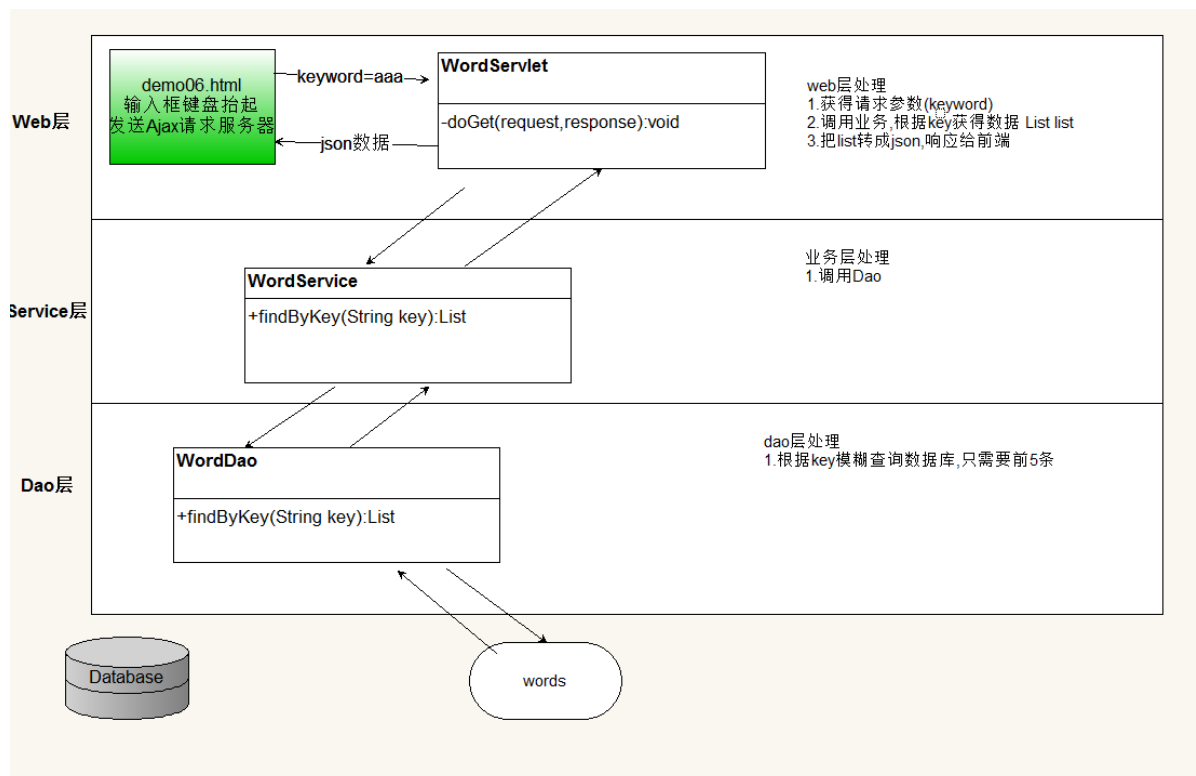 demo06.html
输入框键盘抬起
发送Ajax请求服务器
keyword=aaa
json数据
WordServlet
-doGet(request,response):void
web层处理
1.获得请求参数(keyword)
2.调用业务,根据key获得数据 List list
3.把list转成json,响应给前端
Web层
WordService
+findByKey(String key):List
业务层处理
1.调用Dao
Service层
WordDao
+findByKey(String key):List
dao层处理
1.根据key模糊查询数据库,只需要前5条
Dao层
Database
words